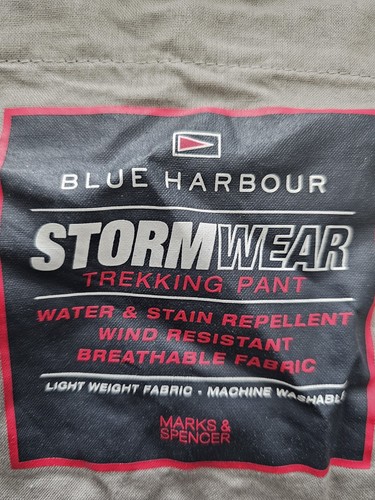 BLUE HARBOUR
STORMWEAR
TREKKING PANT
WATER & STAIN REPELLENT
WIND RESISTANT
BREATHABLE FABRIC
LIGHT WEIGHT FABRIC · MACHINE WASHABLE
MARKS &
SPENCER